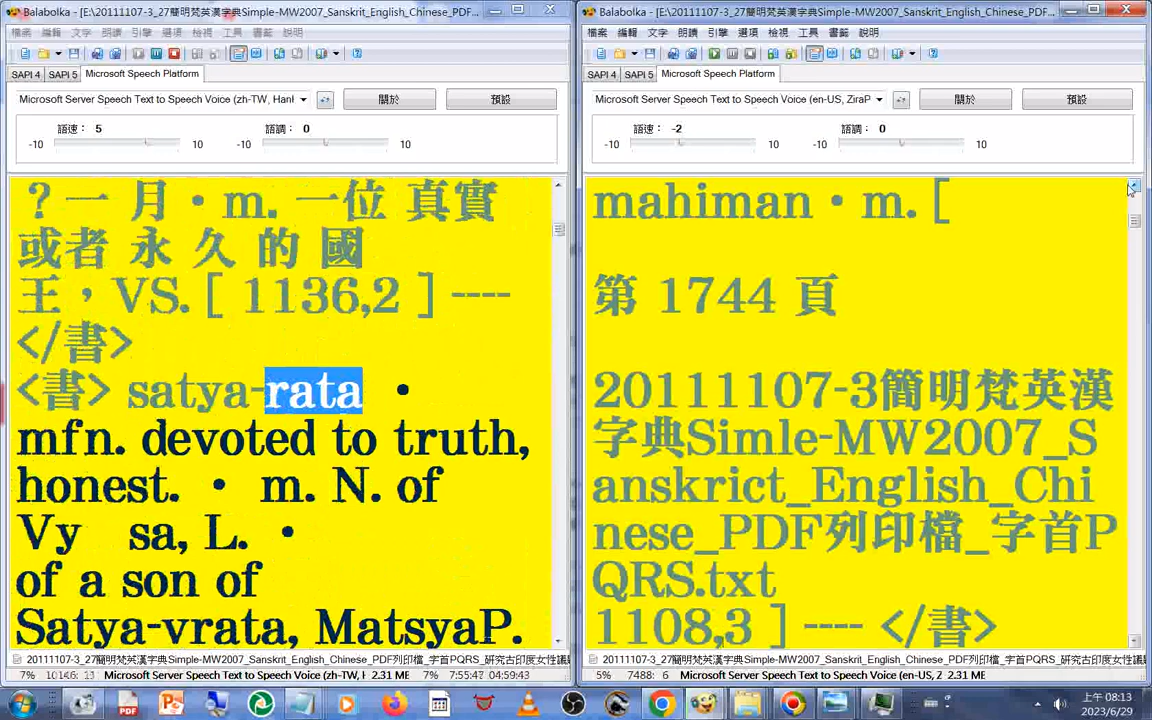 Balabolka - [E:\20111107-3_27簡明梵英漢字典Simple-MW2007_Sanskrit_English_Chinese_PDF...
檔案 編輯 文字 朗讀 引擎 選項 檢視 工具 書籤 說明
SAPI 4 SAPI 5 Microsoft Speech Platform
Microsoft Server Speech Text to Speech Voice (zh-TW, Hanl 關於 預設
語速： 5 語調： 0
-10 10 -10 10
? 一 月・m. 一位 真實
或者 永 久 的 國
王，VS. [ 1136,2 ] ----
</書>
<書> satya-rata •
mfn. devoted to truth,
honest. • m. N. of
Vy sa, L. •
of a son of
Satya-vrata, MatsyaP.
20111107-3_27簡明梵英漢字典Simple-MW2007_Sanskrit_English_Chinese_PDF列印檔_字首PQRS_研究古印度女性議
7% 10146: 13 Microsoft Server Speech Text to Speech Voice (zh-TW, H 2.31 ME 7% 7:55:47 04:59:43
Balabolka - [E:\20111107-3_27簡明梵英漢字典Simple-MW2007_Sanskrit_English_Chinese_PDF...
檔案 編輯 文字 朗讀 引擎 選項 檢視 工具 書籤 說明
SAPI 4 SAPI 5 Microsoft Speech Platform
Microsoft Server Speech Text to Speech Voice (en-US, ZiraP 關於 預設
語速： -2 語調： 0
-10 10 -10 10
mahiman・m. [
第 1744 頁
20111107-3簡明梵英漢
字典Simle-MW2007_S
anskrict_English_Chi
nese_PDF列印檔_字首P
QRS.txt
1108,3 ] ---- </書>
20111107-3_27簡明梵英漢字典Simple-MW2007_Sanskrit_English_Chinese_PDF列印檔_字首PQRS_研究古印度女性議
5% 7488: 6 Microsoft Server Speech Text to Speech Voice (en-US, Z 2.31 ME
上午 08:13
2023/6/29